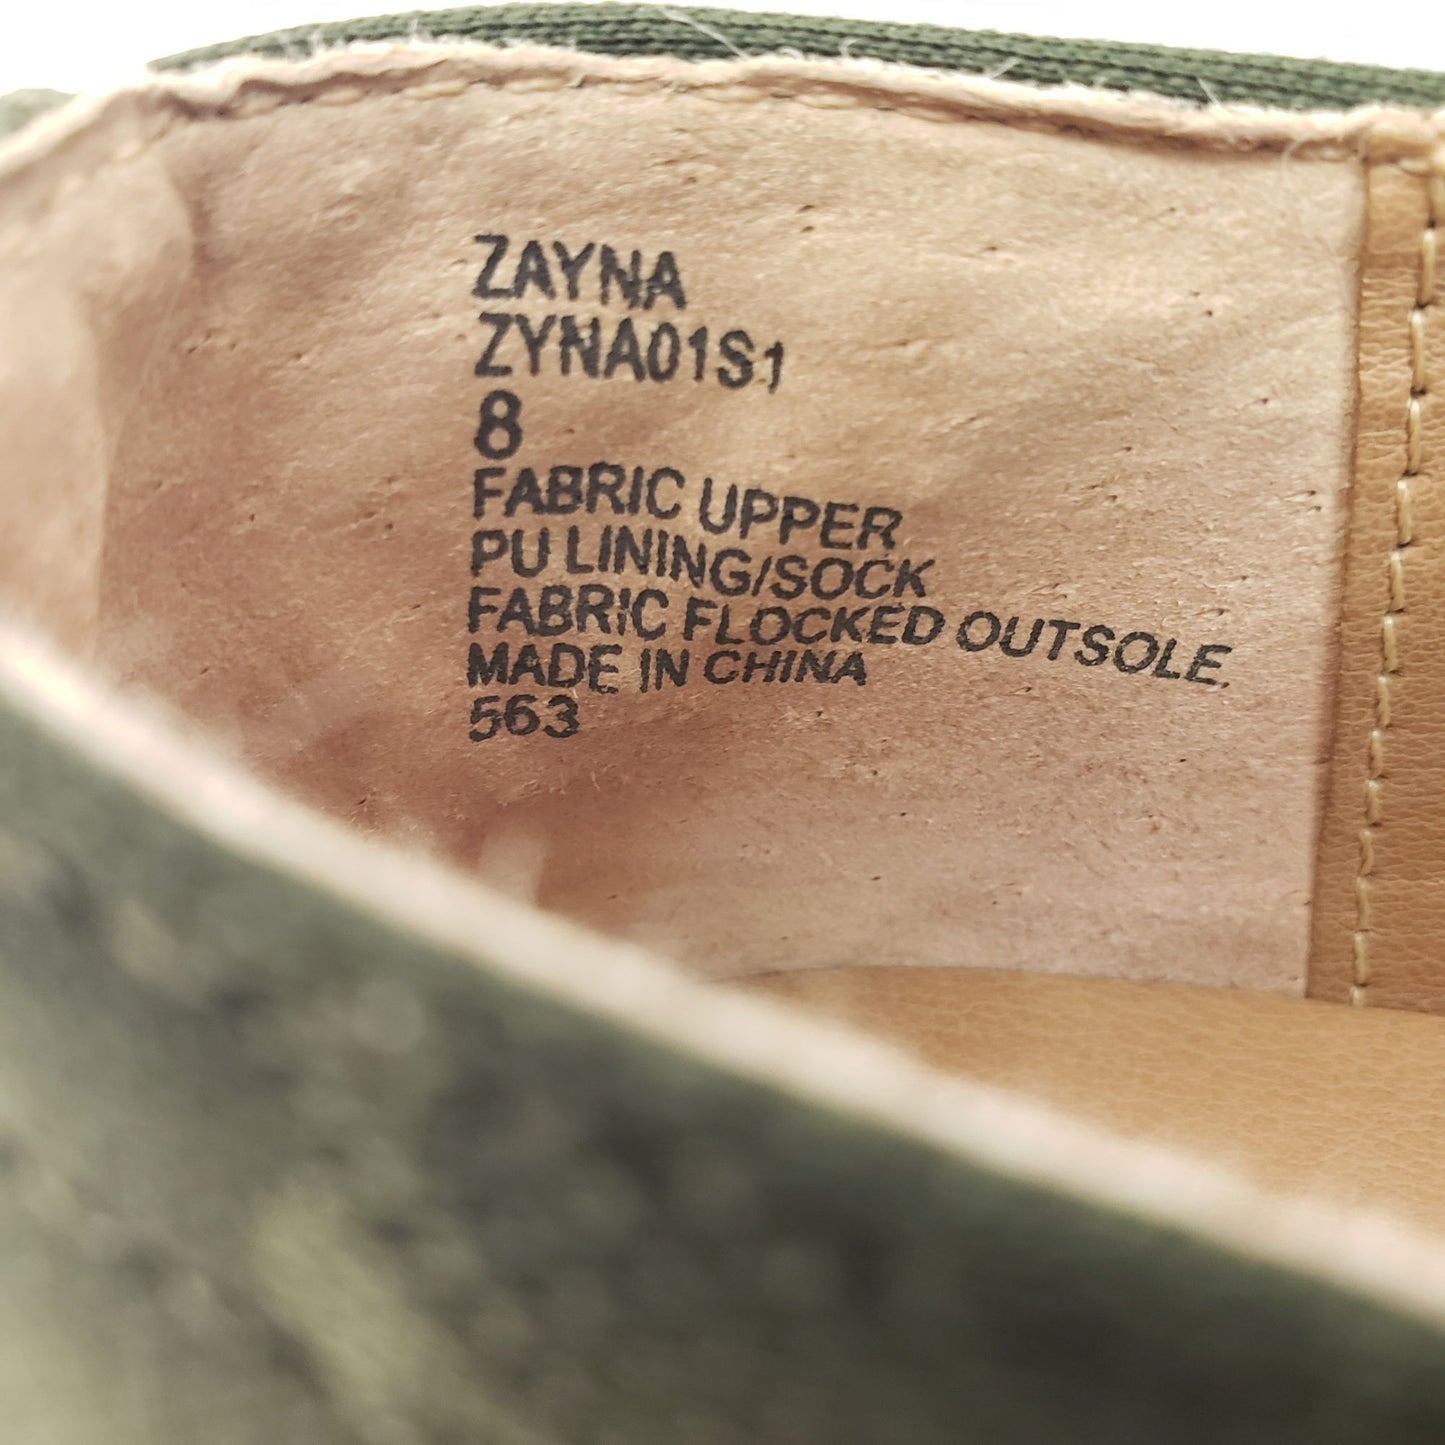 ZAYNA
ZYNA01S1
8
FABRIC UPPER
PU LINING/SOCK
FABRIC FLOCKED OUTSOLE
MADE IN CHINA
563